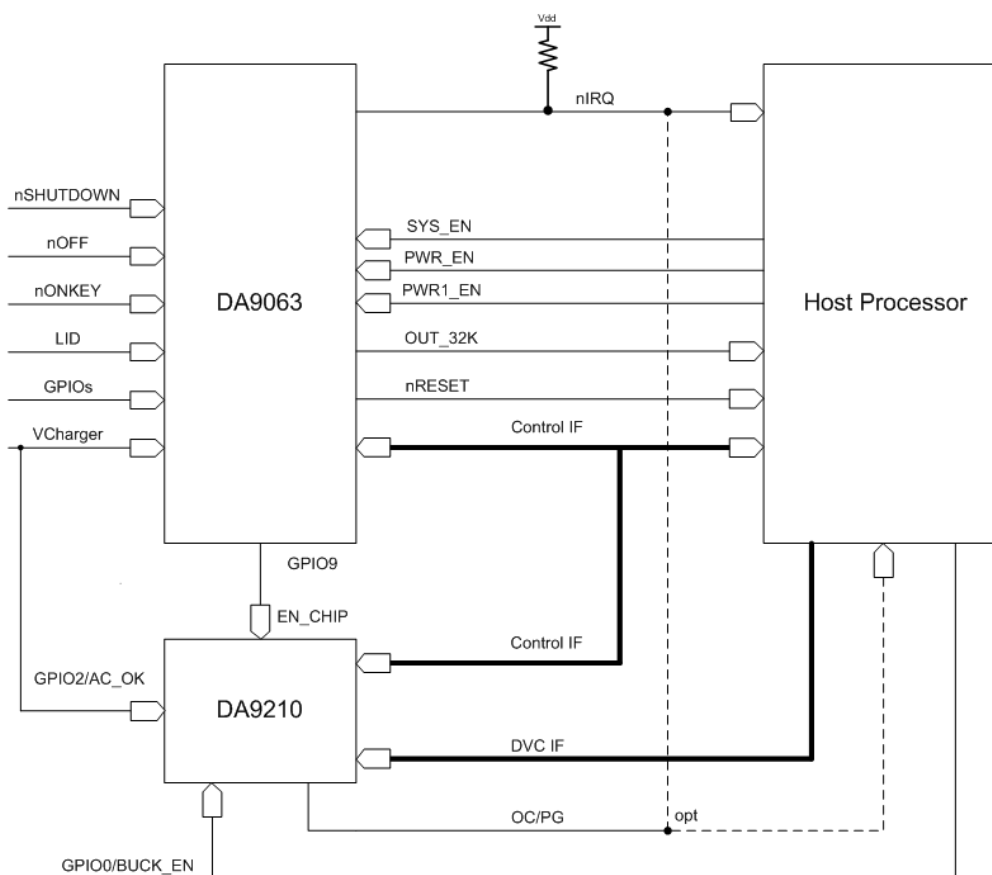 Vdd
nIRQ
nSHUTDOWN
SYS_EN
nOFF
PWR_EN
nONKEY
DA9063
PWR1_EN
Host Processor
LID
OUT_32K
GPIOs
nRESET
VCharger
Control IF
GPIO9
EN_CHIP
Control IF
GPIO2/AC_OK
DA9210
DVC IF
OC/PG
opt
GPIO0/BUCK_EN